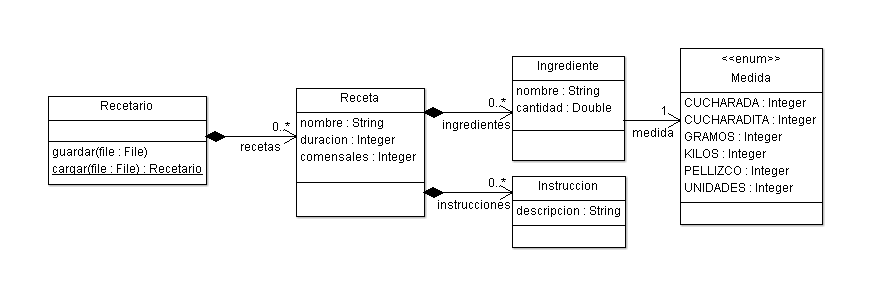 Recetario
guardar(file : File)
cargar(file : File) : Recetario
0..*
recetas
Receta
nombre : String
duracion : Integer
comensales : Integer
0..*
ingredientes
0..*
instrucciones
Ingrediente
nombre : String
cantidad : Double
Instruccion
descripcion : String
1
medida
<<enum>>
Medida
CUCHARADA : Integer
CUCHARADITA : Integer
GRAMOS : Integer
KILOS : Integer
PELLIZCO : Integer
UNIDADES : Integer